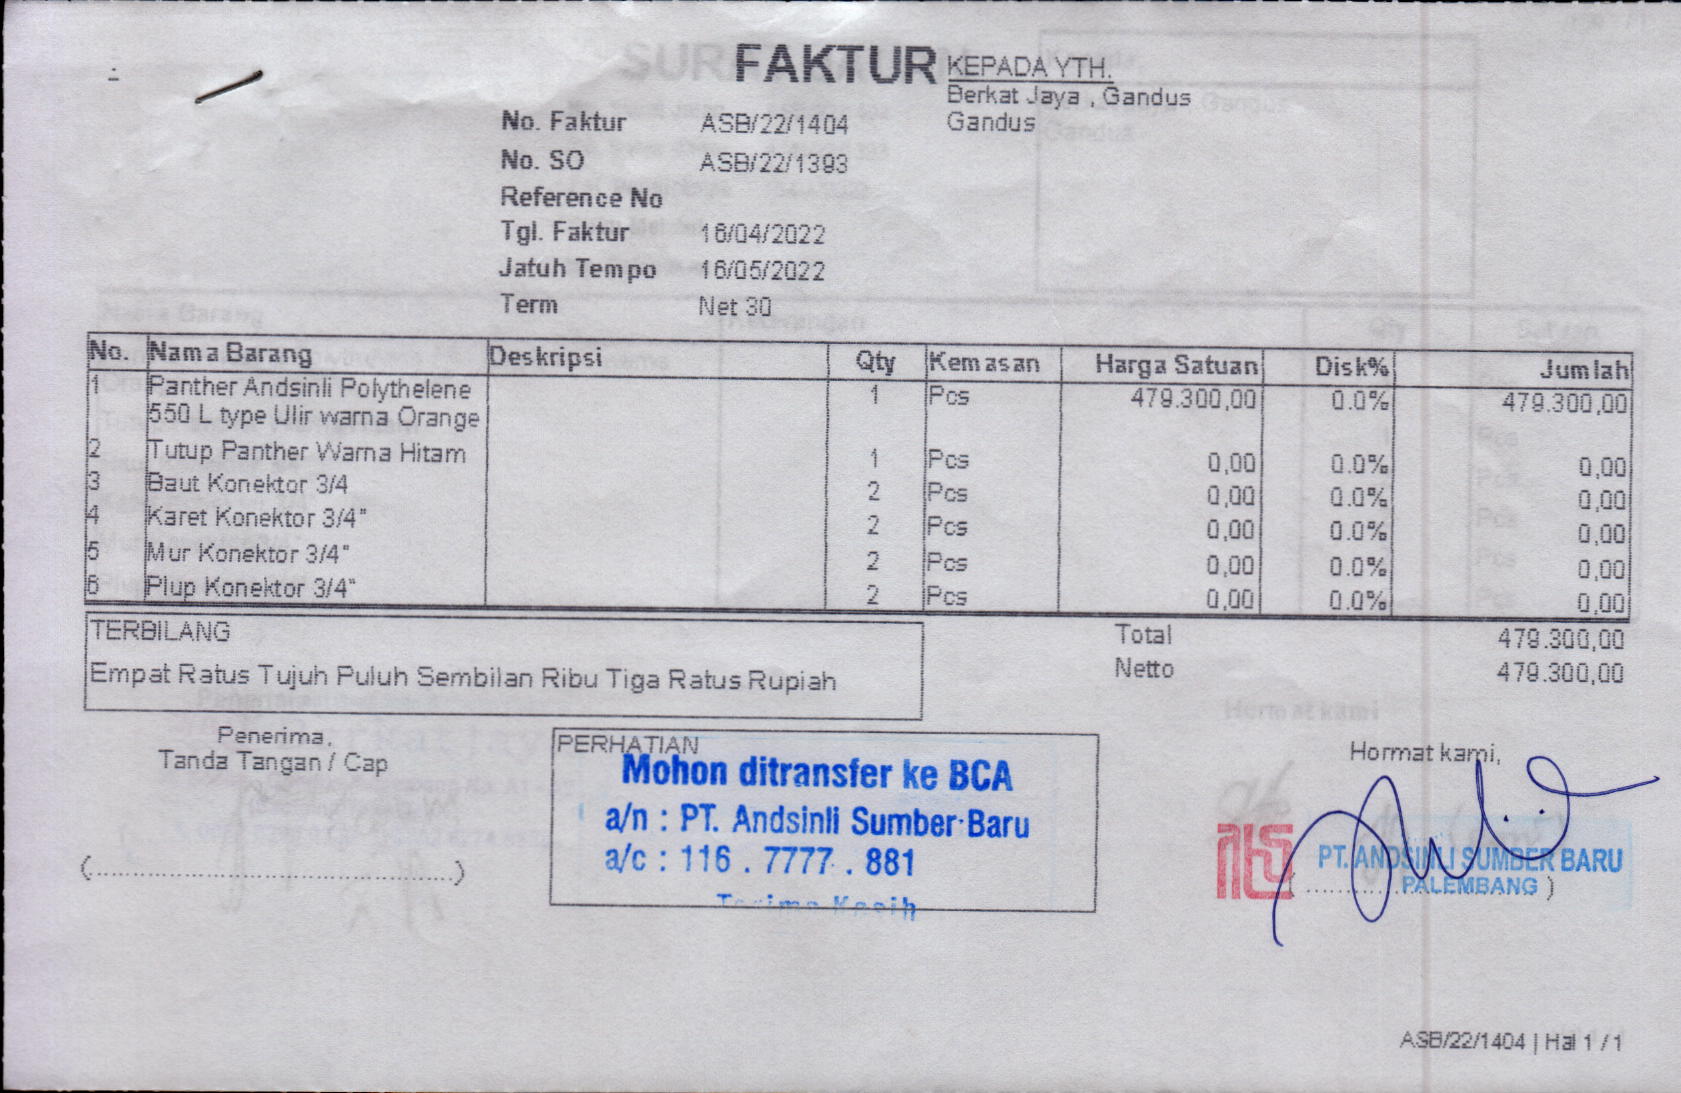 FAKTUR
KEPADA YTH.
Berkat Jaya , Gandus
Gandus
No. Faktur ASB/22/1404
No. SO ASB/22/1393
Reference No
Tgl. Faktur 16/04/2022
Jatuh Tempo 16/05/2022
Term Net 30
No. Nama Barang Deskripsi Qty Kemasan Harga Satuan Disk% Jumlah
1 Panther Andsinli Polythelene 1 Pcs 479.300,00 0.0% 479.300,00
550 L type Ulir warna Orange
2 Tutup Panther Warna Hitam 1 Pcs 0,00 0.0% 0,00
3 Baut Konektor 3/4 2 Pcs 0,00 0.0% 0,00
4 Karet Konektor 3/4" 2 Pcs 0,00 0.0% 0,00
5 Mur Konektor 3/4" 2 Pcs 0,00 0.0% 0,00
6 Plup Konektor 3/4" 2 Pcs 0,00 0.0% 0,00
TERBILANG
Empat Ratus Tujuh Puluh Sembilan Ribu Tiga Ratus Rupiah
Total 479.300,00
Netto 479.300,00
Penerima,
Tanda Tangan / Cap
(....................................................)
PERHATIAN
Mohon ditransfer ke BCA
a/n : PT. Andsinli Sumber Baru
a/c : 116 . 7777 . 881
Terima Kasih
Hormat kami,
PT. ANDSINLI SUMBER BARU
PALEMBANG
ASB/22/1404 | Hal 1 / 1